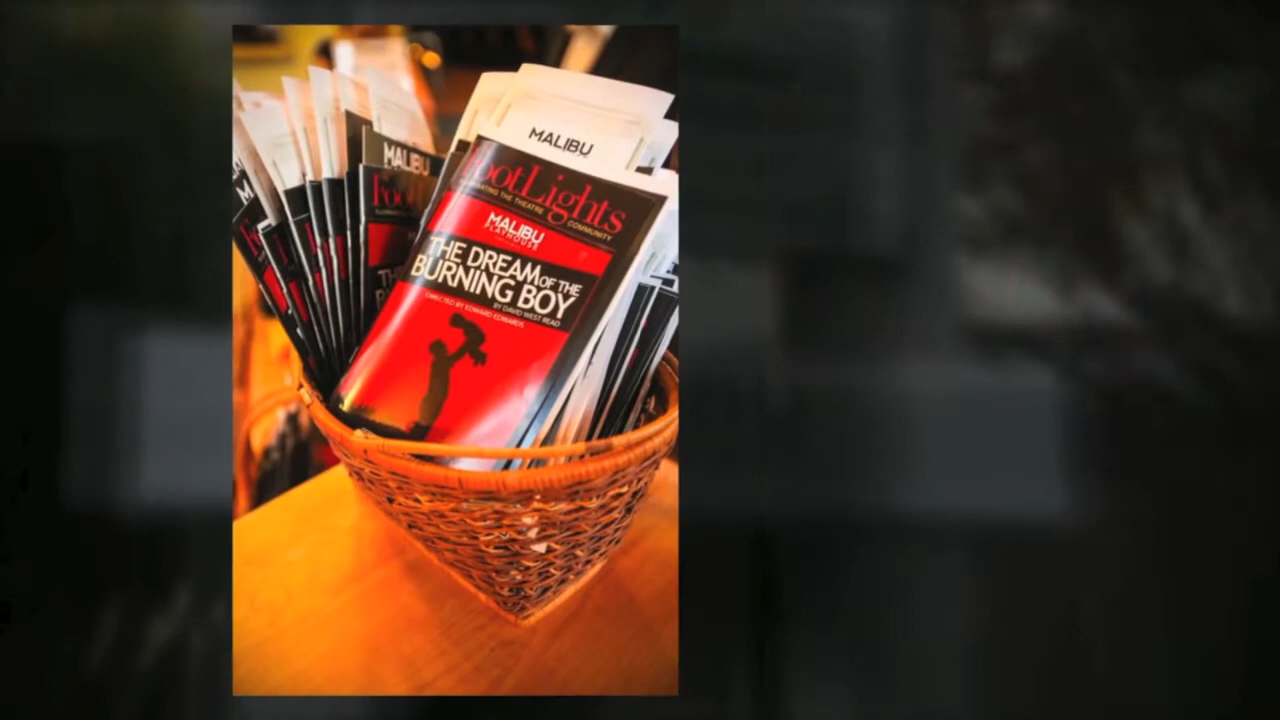 MALIBU
FootLights
THE THEATRE COMMUNITY
MALIBU
PLAYHOUSE
THE DREAM OF THE
BURNING BOY
BY DAVID WEST READ
DIRECTED BY EDWARD EDWARDS
MALIBU
Foo
M